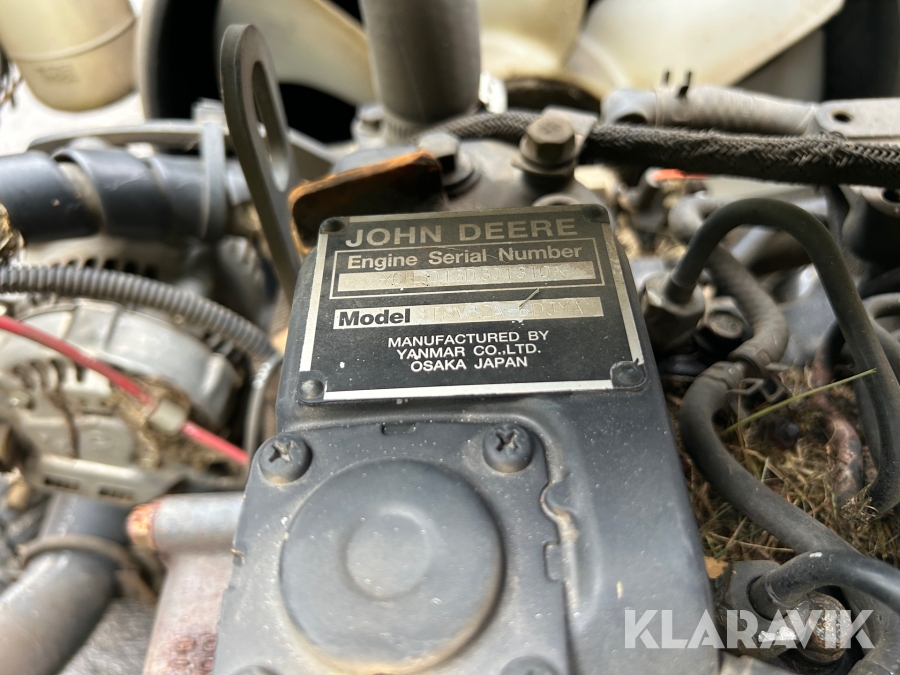 JOHN DEERE
Engine Serial Number
Model
MANUFACTURED BY
YANMAR CO.,LTD.
OSAKA JAPAN
KLARAVIK